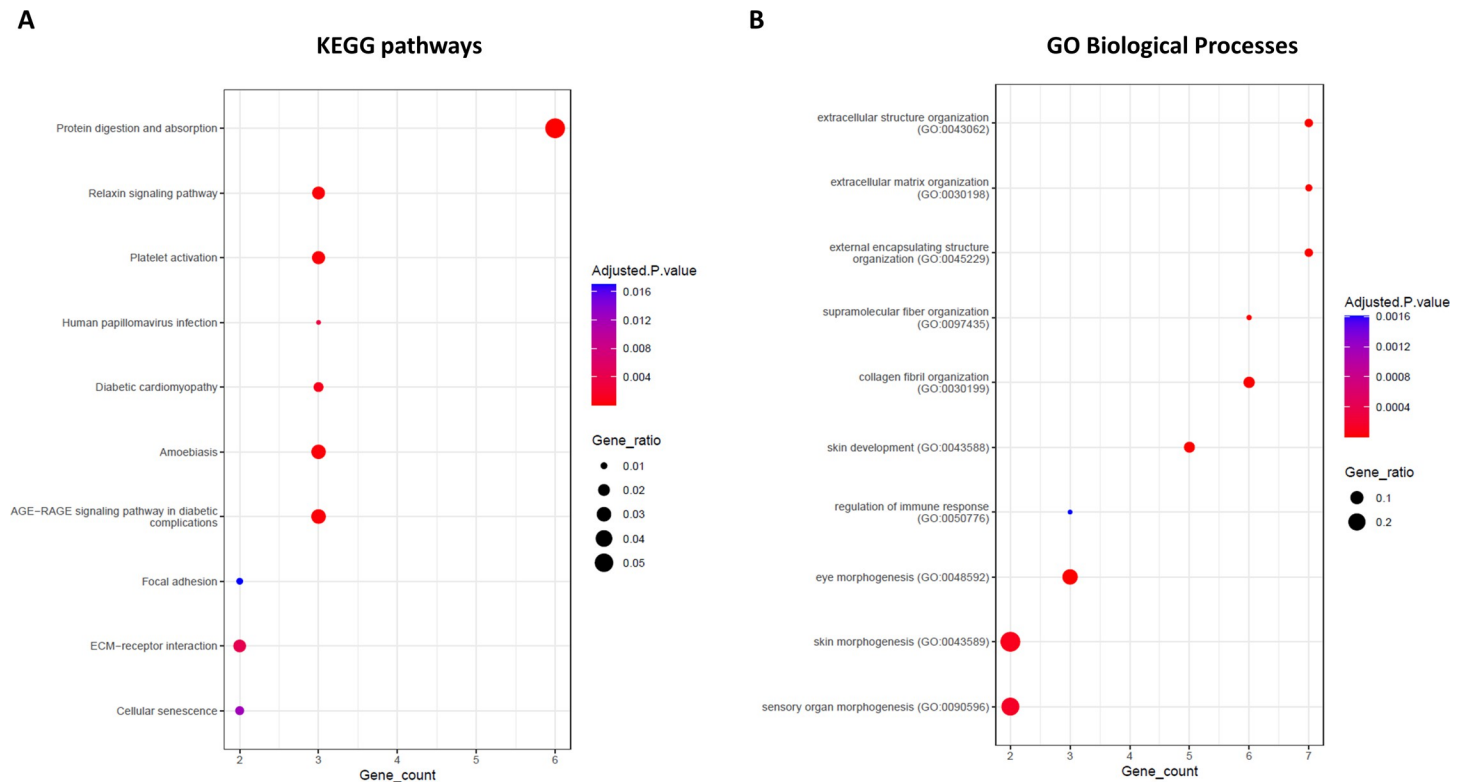 A
KEGG pathways
Protein digestion and absorption
Relaxin signaling pathway
Platelet activation
Human papillomavirus infection
Diabetic cardiomyopathy
Amoebiasis
AGE−RAGE signaling pathway in diabetic
complications
Focal adhesion
ECM−receptor interaction
Cellular senescence
2
3
4
5
6
Gene_count
Adjusted.P.value
0.016
0.012
0.008
0.004
Gene_ratio
0.01
0.02
0.03
0.04
0.05
B
GO Biological Processes
extracellular structure organization
(GO:0043062)
extracellular matrix organization
(GO:0030198)
external encapsulating structure
organization (GO:0045229)
supramolecular fiber organization
(GO:0097435)
collagen fibril organization
(GO:0030199)
skin development (GO:0043588)
regulation of immune response
(GO:0050776)
eye morphogenesis (GO:0048592)
skin morphogenesis (GO:0043589)
sensory organ morphogenesis (GO:0090596)
2
3
4
5
6
7
Gene_count
Adjusted.P.value
0.0016
0.0012
0.0008
0.0004
Gene_ratio
0.1
0.2